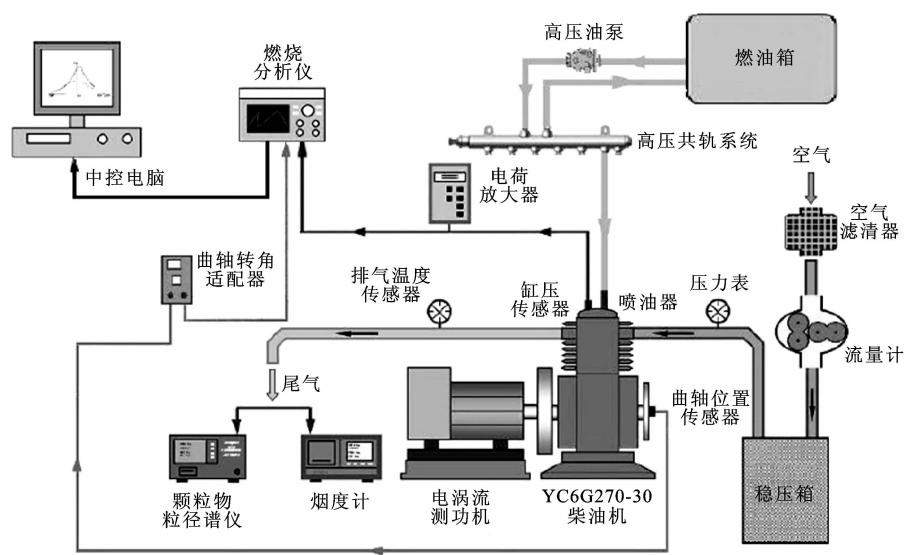 高压油泵
燃油箱
燃烧
分析仪
高压共轨系统
中控电脑
电荷
放大器
空气
空气
滤清器
曲轴转角
适配器
排气温度
传感器
缸压
传感器
喷油器
压力表
流量计
尾气
曲轴位置
传感器
颗粒物
粒径谱仪
烟度计
电涡流
测功机
YC6G270-30
柴油机
稳压箱